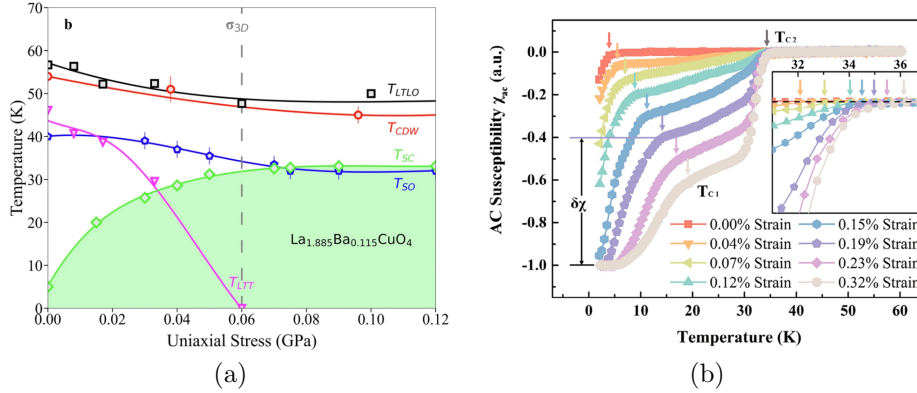 b
σ3D
70
60
50
40
30
20
10
0
Temperature (K)
TLTLO
TCDW
TSC
TSO
La1.885Ba0.115CuO4
TLTT
0.00 0.02 0.04 0.06 0.08 0.10 0.12
Uniaxial Stress (GPa)
(a)
TC2
0.0
-0.2
-0.4
-0.6
-0.8
-1.0
AC Susceptibility χac (a.u.)
32 33 34 35 36
δχ
TC1
0.00% Strain 0.15% Strain
0.04% Strain 0.19% Strain
0.07% Strain 0.23% Strain
0.12% Strain 0.32% Strain
0 10 20 30 40 50 60
Temperature (K)
(b)